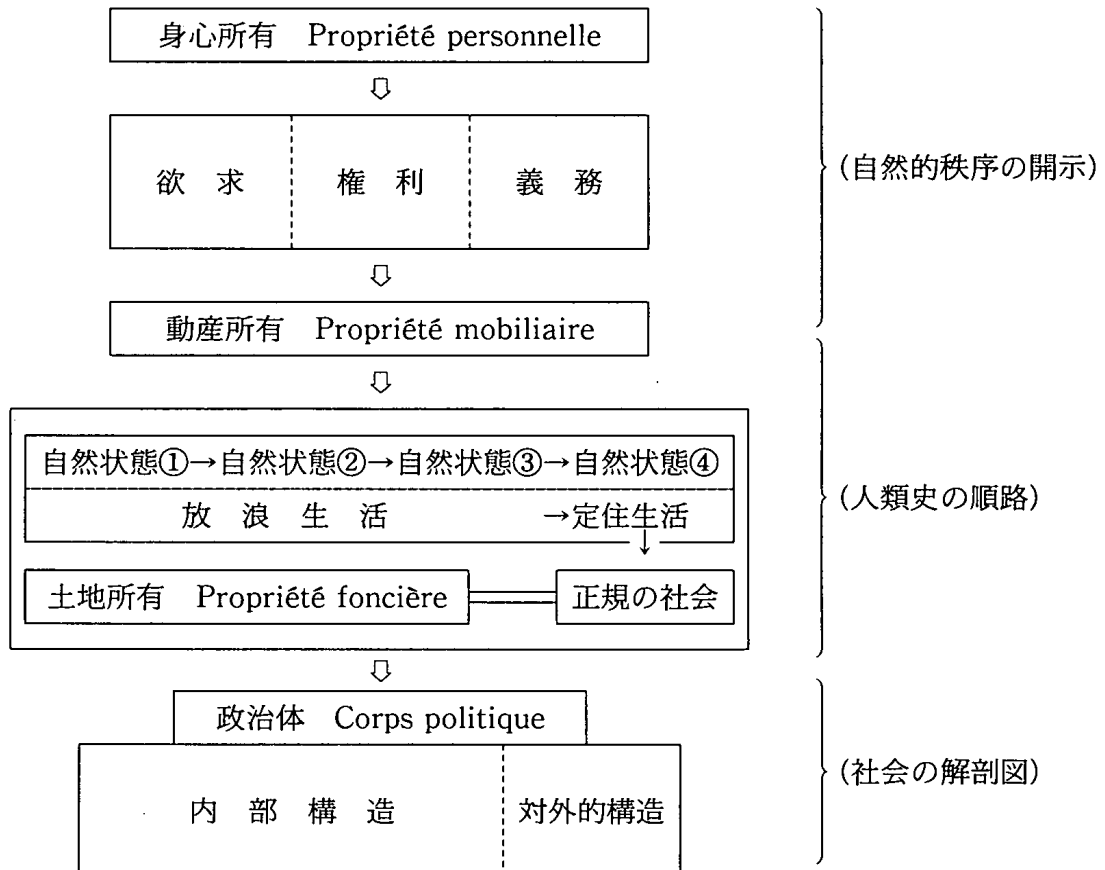 身心所有 Propriété personnelle
欲求 権利 義務
(自然的秩序の開示)
動産所有 Propriété mobiliaire
自然状態①→自然状態②→自然状態③→自然状態④
放浪生活 →定住生活
↓
(人類史の順路)
土地所有 Propriété foncière 正規の社会
政治体 Corps politique
(社会の解剖図)
内部構造 対外的構造